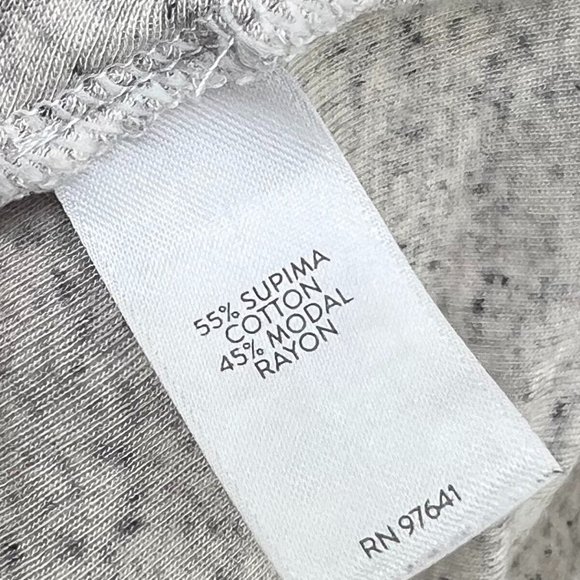 55% SUPIMA
COTTON
45% MODAL
RAYON
RN 97641